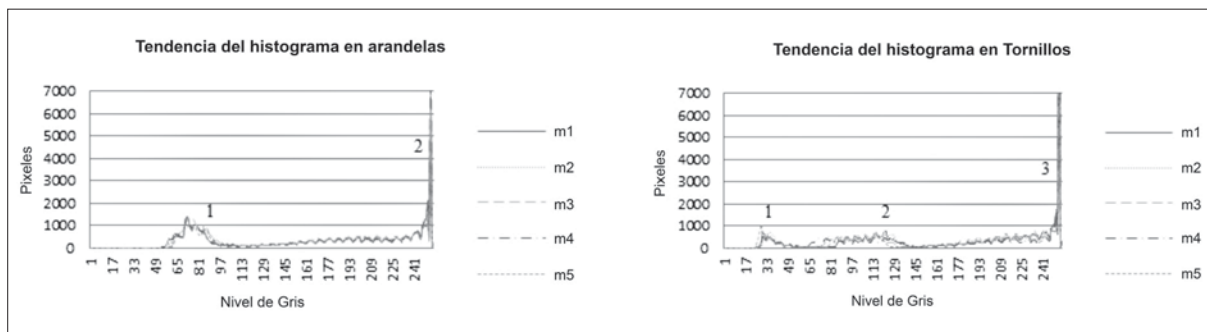 Tendencia del histograma en arandelas
7000
6000
5000
4000
3000
2000
1000
0
Pixeles
1
2
1 17 33 49 65 81 97 113 129 145 161 177 193 209 225 241
Nivel de Gris
m1
m2
m3
m4
m5
Tendencia del histograma en Tornillos
7000
6000
5000
4000
3000
2000
1000
0
Pixeles
1
2
3
1 17 33 49 65 81 97 113 129 145 161 177 193 209 225 241
Nivel de Gris
m1
m2
m3
m4
m5